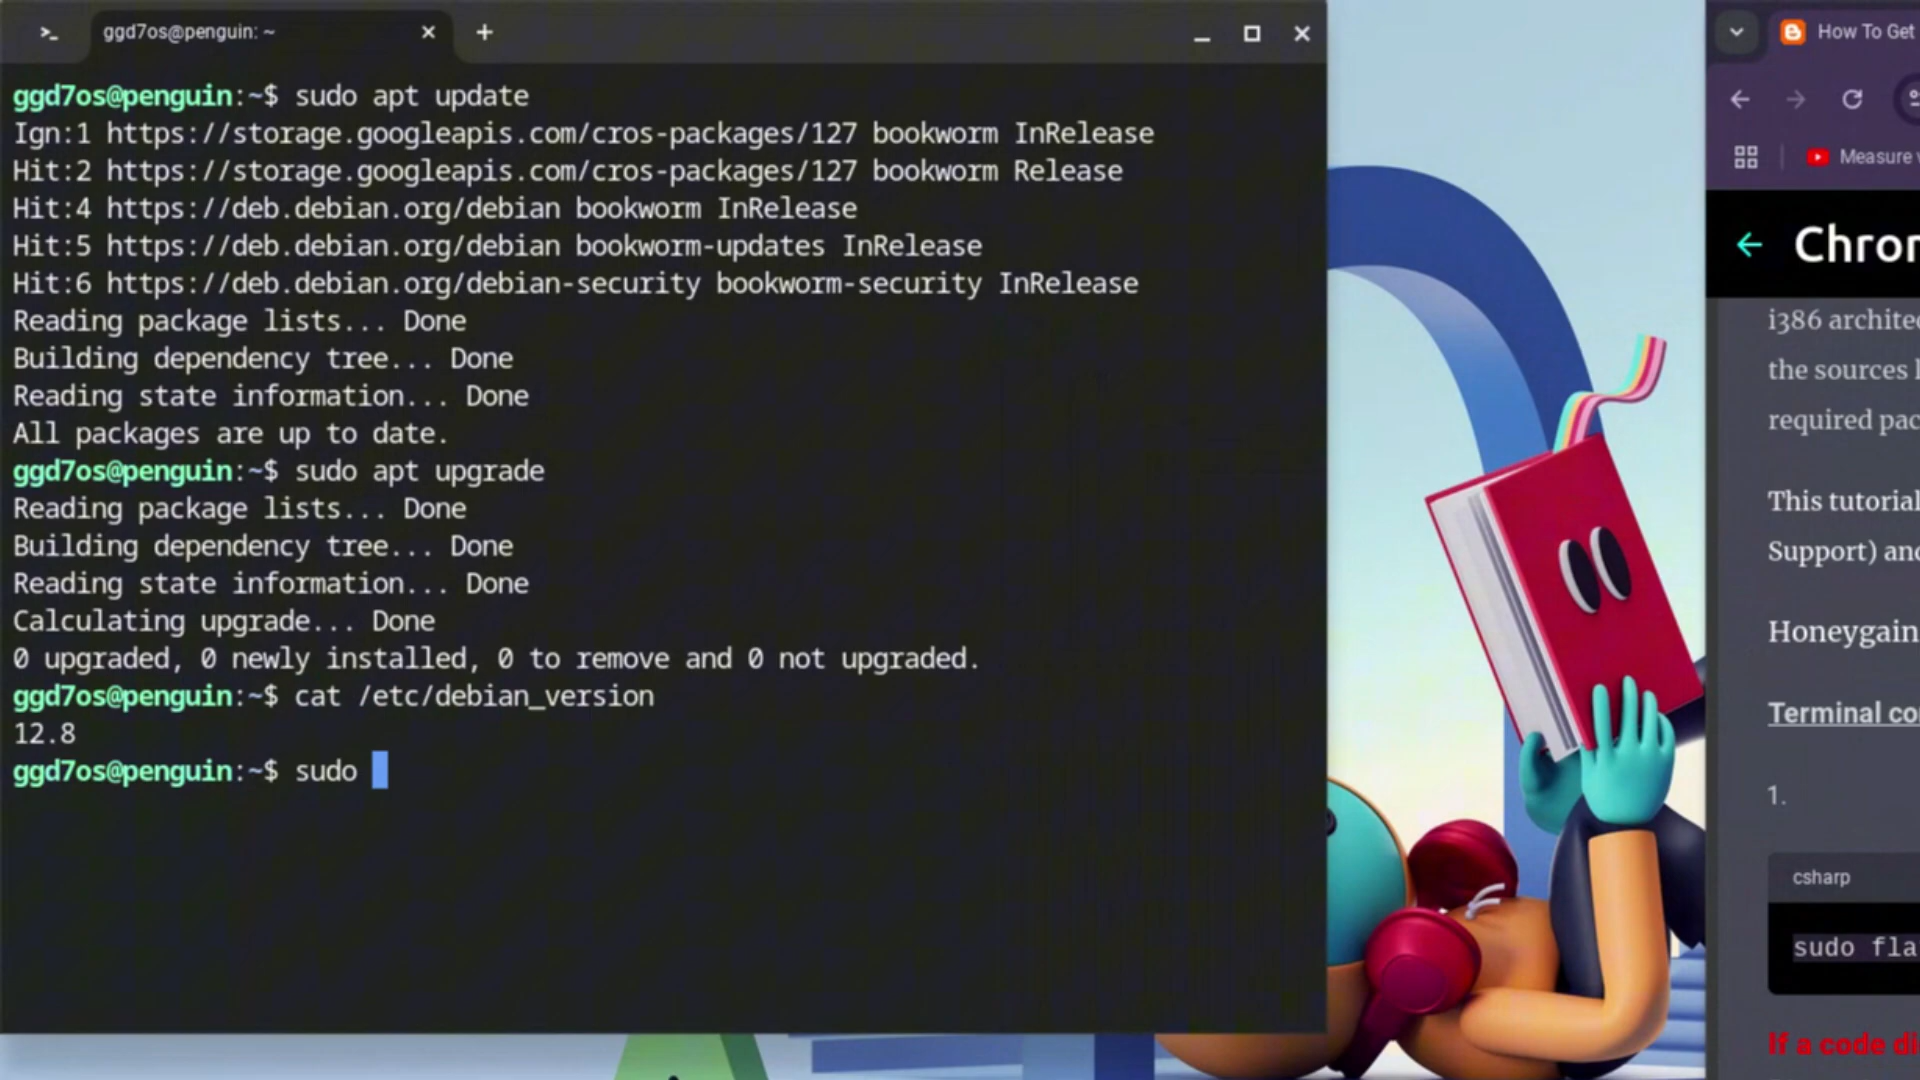 ggd7os@penguin: ~
ggd7os@penguin:~$ sudo apt update
Ign:1 https://storage.googleapis.com/cros-packages/127 bookworm InRelease
Hit:2 https://storage.googleapis.com/cros-packages/127 bookworm Release
Hit:4 https://deb.debian.org/debian bookworm InRelease
Hit:5 https://deb.debian.org/debian bookworm-updates InRelease
Hit:6 https://deb.debian.org/debian-security bookworm-security InRelease
Reading package lists... Done
Building dependency tree... Done
Reading state information... Done
All packages are up to date.
ggd7os@penguin:~$ sudo apt upgrade
Reading package lists... Done
Building dependency tree... Done
Reading state information... Done
Calculating upgrade... Done
0 upgraded, 0 newly installed, 0 to remove and 0 not upgraded.
ggd7os@penguin:~$ cat /etc/debian_version
12.8
ggd7os@penguin:~$ sudo
How To Get
Measure
Chron
i386 architec
the sources
required pac
This tutorial
Support) and
Honeygain
Terminal co
1.
csharp
sudo fla
If a code di